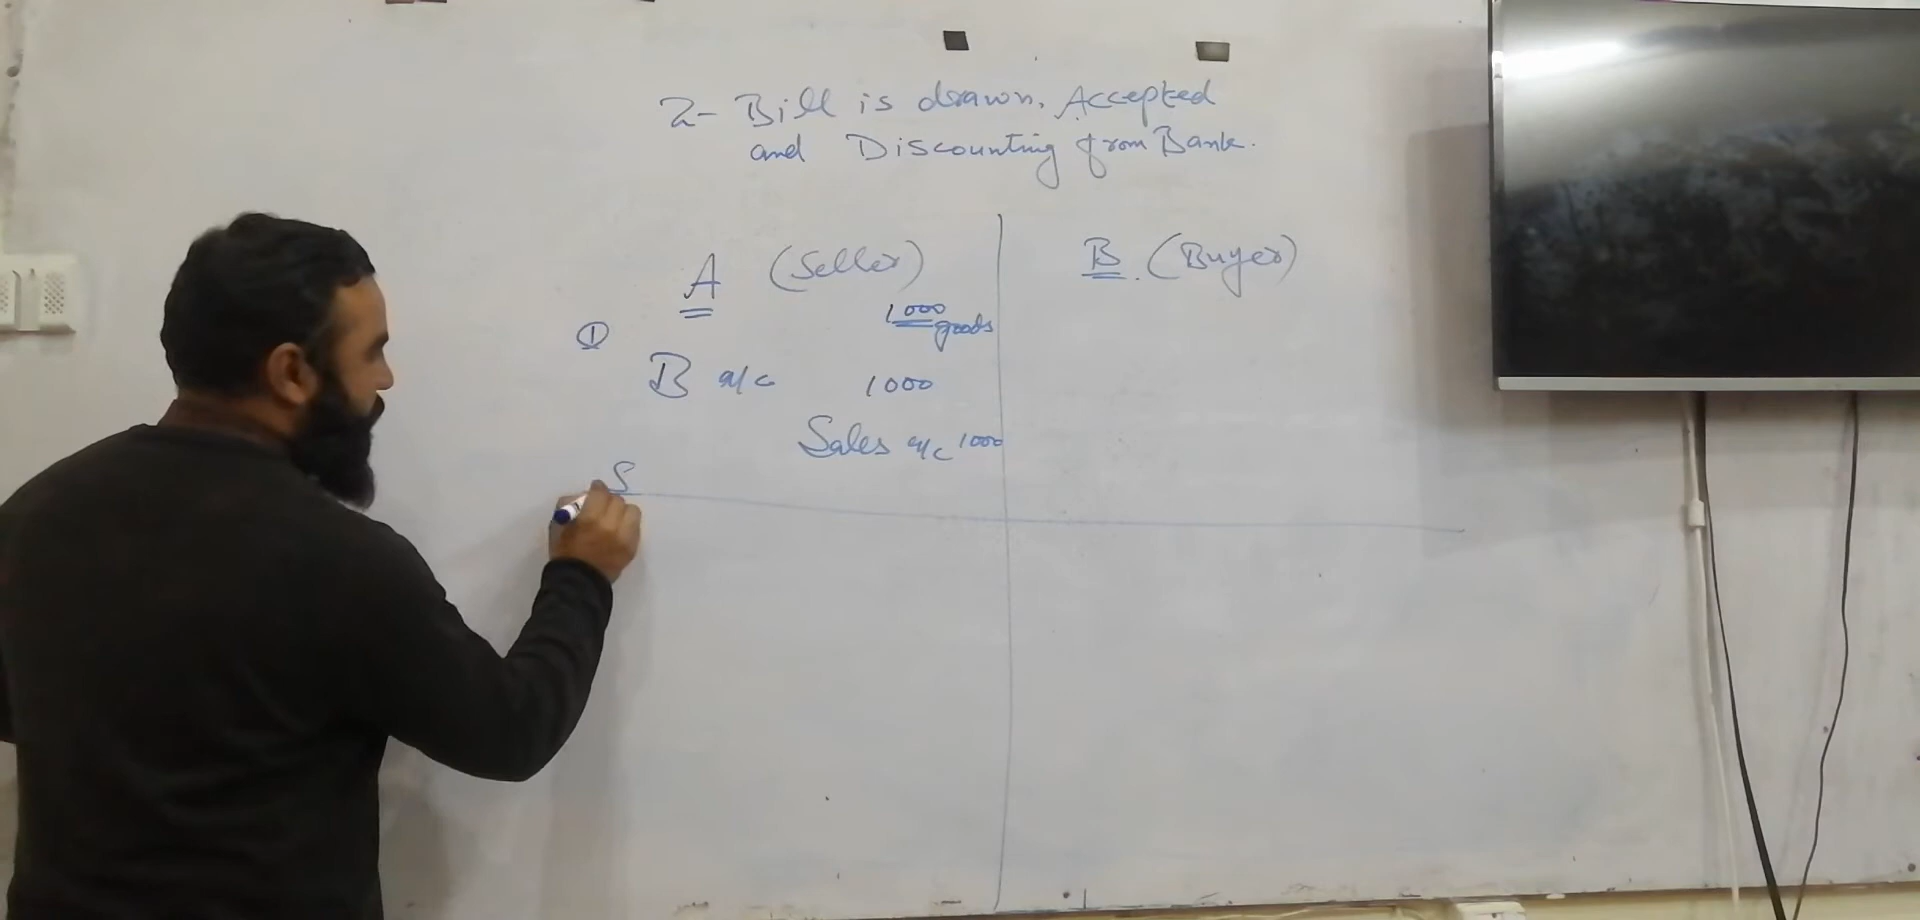 2- Bill is drawn. Accepted
and Discounting from Bank.
A (Seller)
B. (Buyer)
1000
goods
①
B a/c 1000
Sales a/c 1000
S